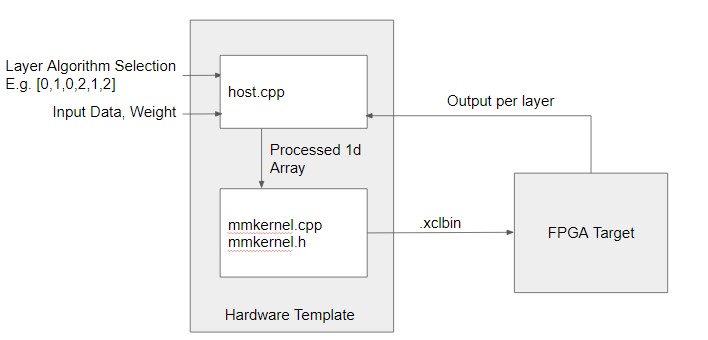 Layer Algorithm Selection
E.g. [0,1,0,2,1,2]
Input Data, Weight
host.cpp
Output per layer
Processed 1d
Array
mmkernel.cpp
mmkernel.h
.xclbin
FPGA Target
Hardware Template